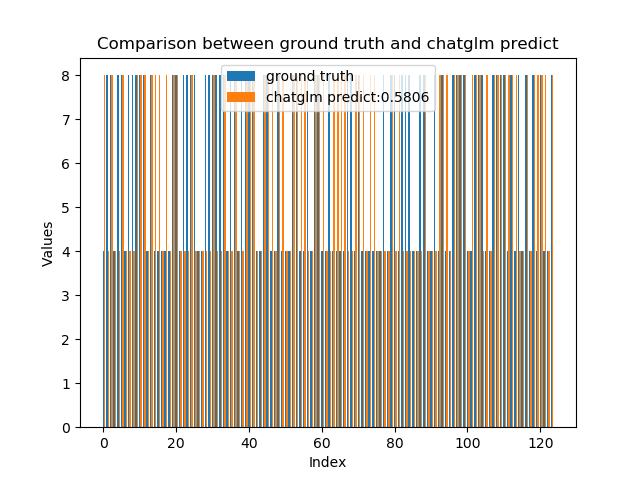 Comparison between ground truth and chatglm predict
ground truth
chatglm predict:0.5806
Values
8
7
6
5
4
3
2
1
0
0 20 40 60 80 100 120
Index